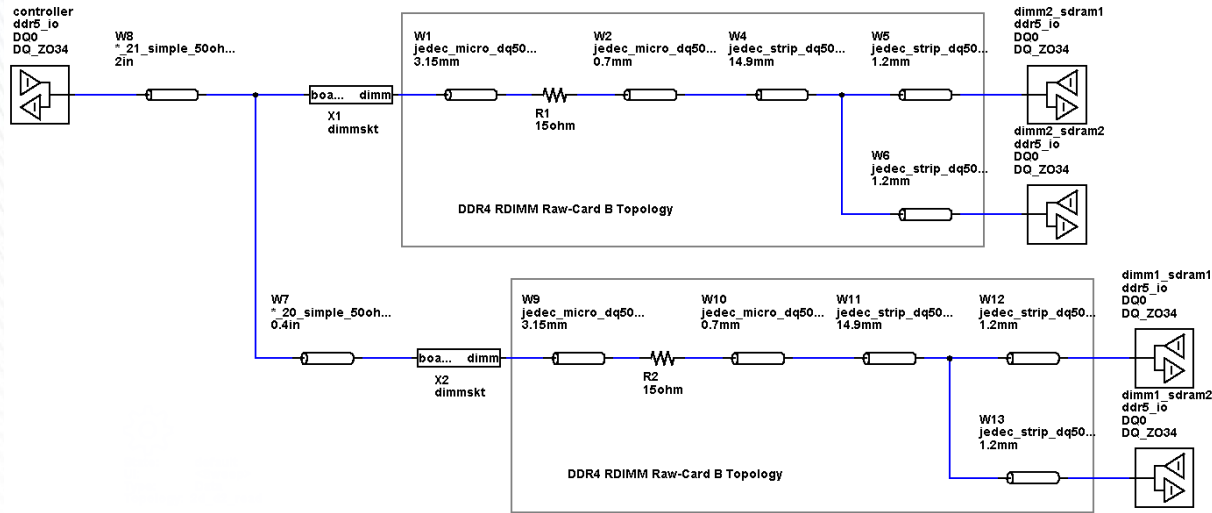 controller
ddr5_io
DQ0
DQ_ZO34
W8
*_21_simple_50oh...
2in
boa... dimm
X1
dimmskt
W1
jedec_micro_dq50...
3.15mm
R1
15ohm
W2
jedec_micro_dq50...
0.7mm
W4
jedec_strip_dq50...
14.9mm
W5
jedec_strip_dq50...
1.2mm
dimm2_sdram1
ddr5_io
DQ0
DQ_ZO34
W6
jedec_strip_dq50...
1.2mm
dimm2_sdram2
ddr5_io
DQ0
DQ_ZO34
DDR4 RDIMM Raw-Card B Topology
W7
*_20_simple_50oh...
0.4in
boa... dimm
X2
dimmskt
W9
jedec_micro_dq50...
3.15mm
R2
15ohm
W10
jedec_micro_dq50...
0.7mm
W11
jedec_strip_dq50...
14.9mm
W12
jedec_strip_dq50...
1.2mm
dimm1_sdram1
ddr5_io
DQ0
DQ_ZO34
W13
jedec_strip_dq50...
1.2mm
dimm1_sdram2
ddr5_io
DQ0
DQ_ZO34
DDR4 RDIMM Raw-Card B Topology